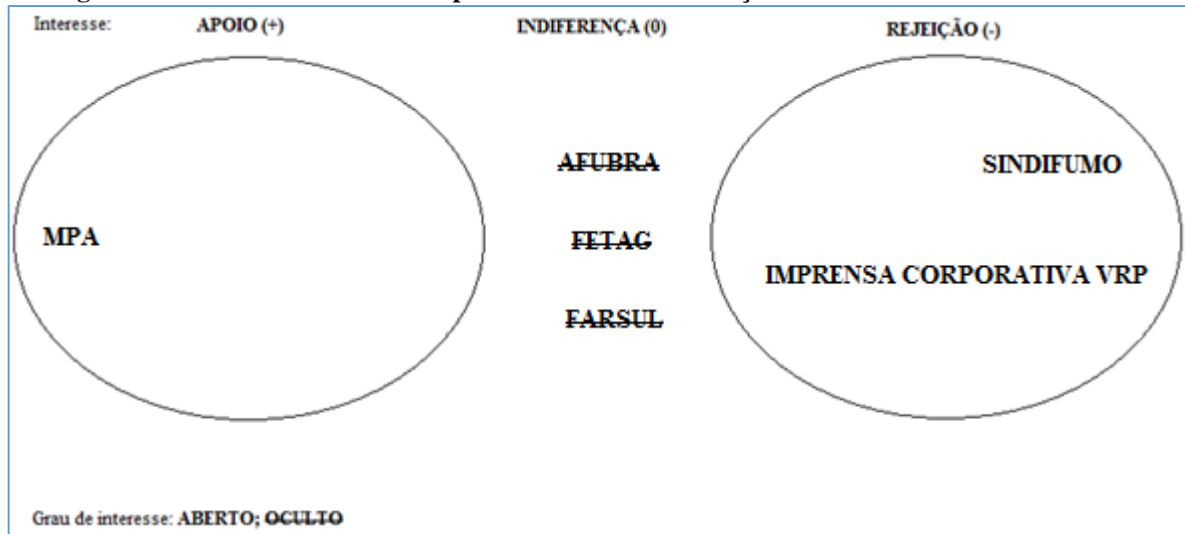 Interesse: APOIO (+) INDIFERENÇA (0) REJEIÇÃO (-)
AFUBRA
SINDIFUMO
MPA
FETAG
IMPRENSA CORPORATIVA VRP
FARSUL
Grau de interesse: ABERTO; OCULTO